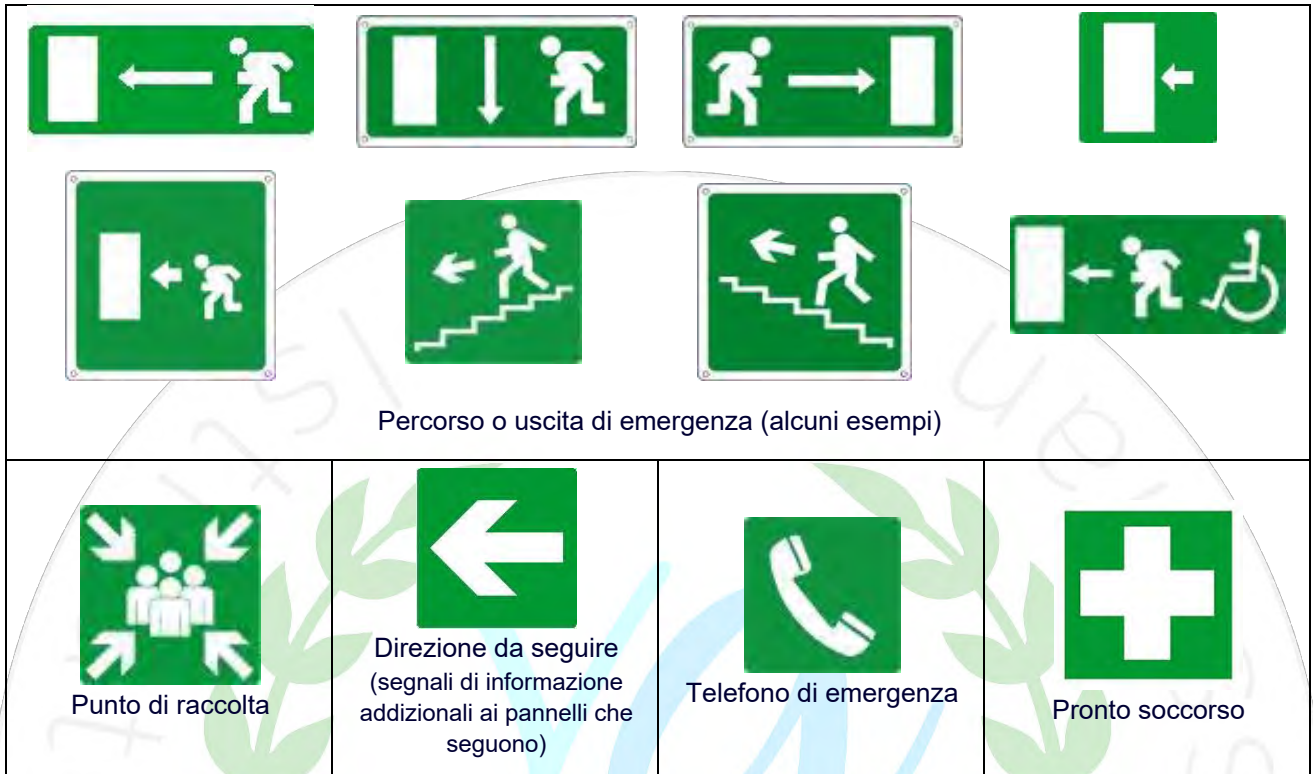 Percorso o uscita di emergenza (alcuni esempi)
Punto di raccolta
Direzione da seguire
(segnali di informazione
addizionali ai pannelli che
seguono)
Telefono di emergenza
Pronto soccorso